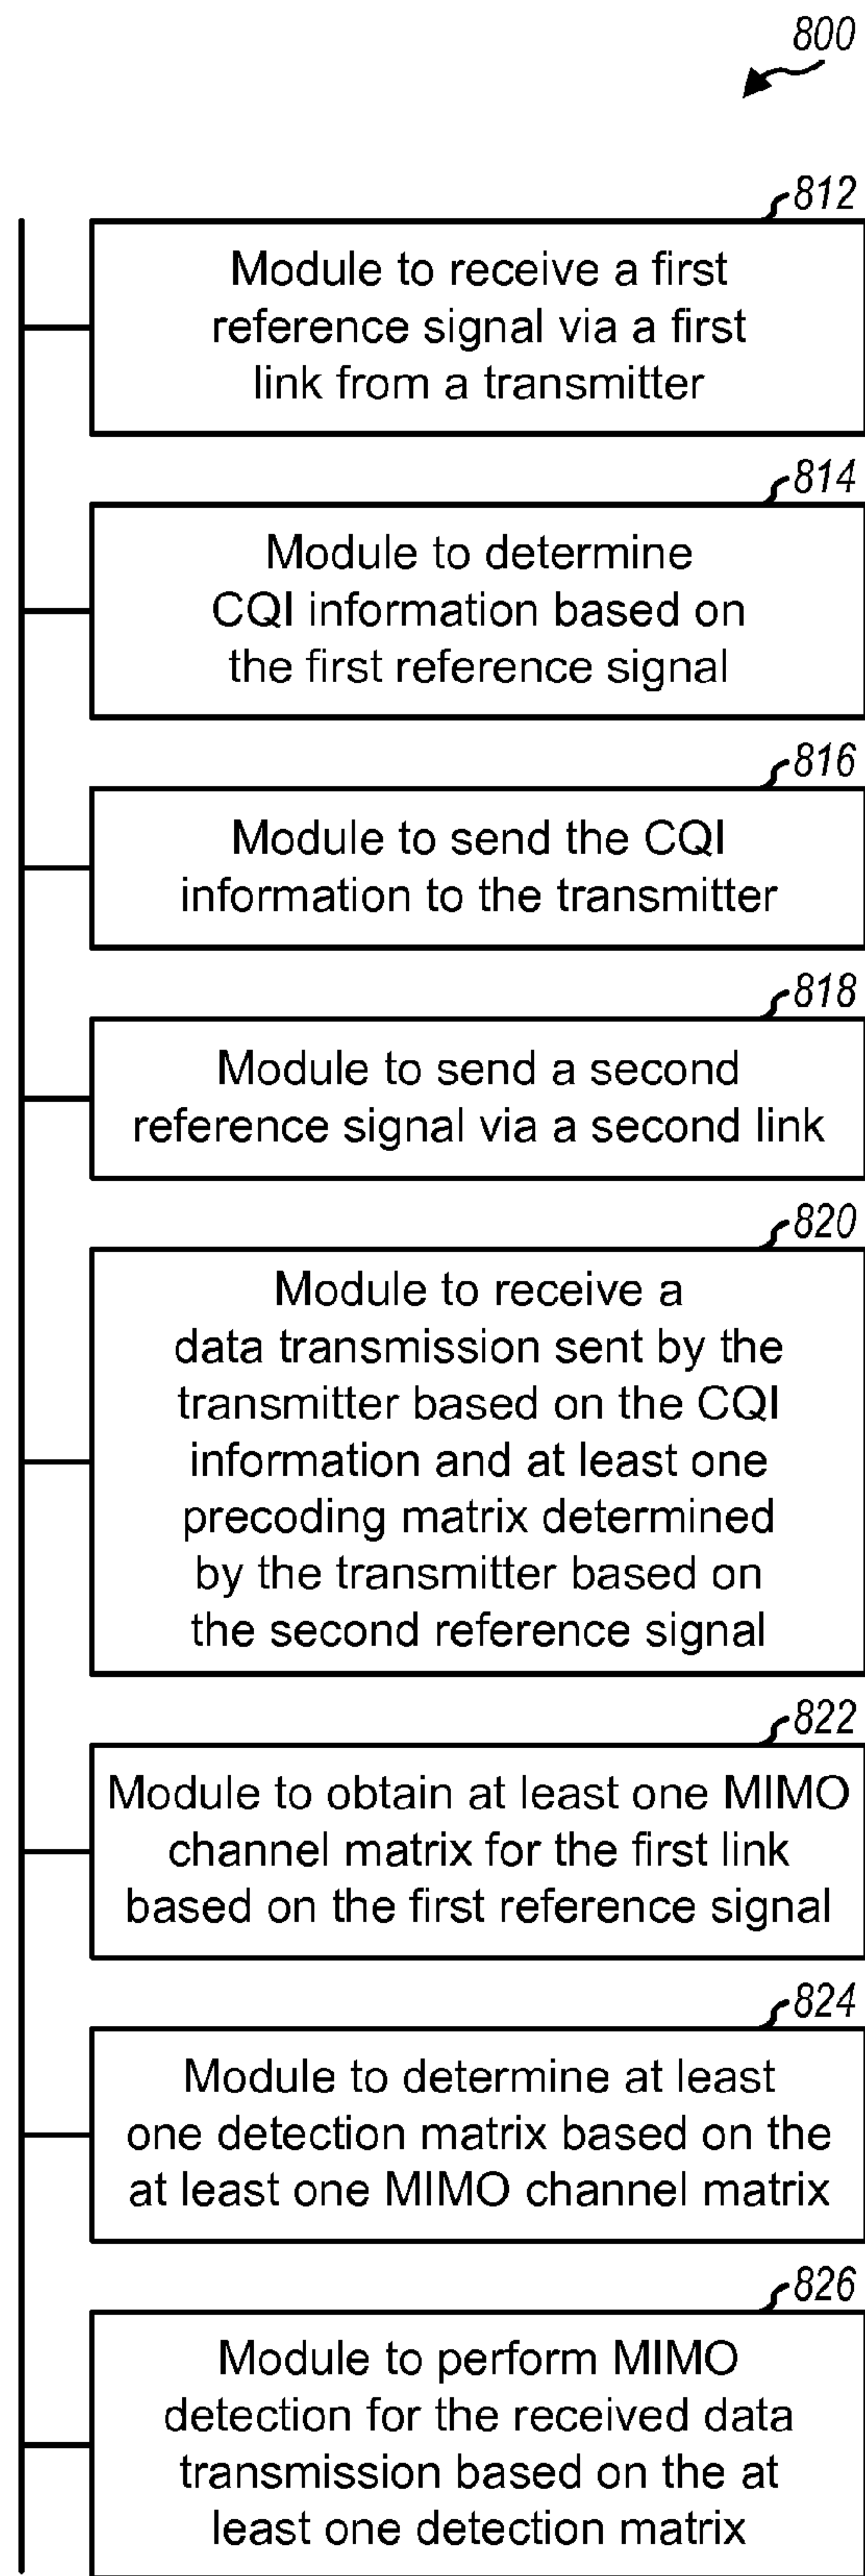 800
812
Module to receive a first
reference signal via a first
link from a transmitter
814
Module to determine
CQI information based on
the first reference signal
816
Module to send the CQI
information to the transmitter
818
Module to send a second
reference signal via a second link
820
Module to receive a
data transmission sent by the
transmitter based on the CQI
information and at least one
precoding matrix determined
by the transmitter based on
the second reference signal
822
Module to obtain at least one MIMO
channel matrix for the first link
based on the first reference signal
824
Module to determine at least
one detection matrix based on the
at least one MIMO channel matrix
826
Module to perform MIMO
detection for the received data
transmission based on the at
least one detection matrix